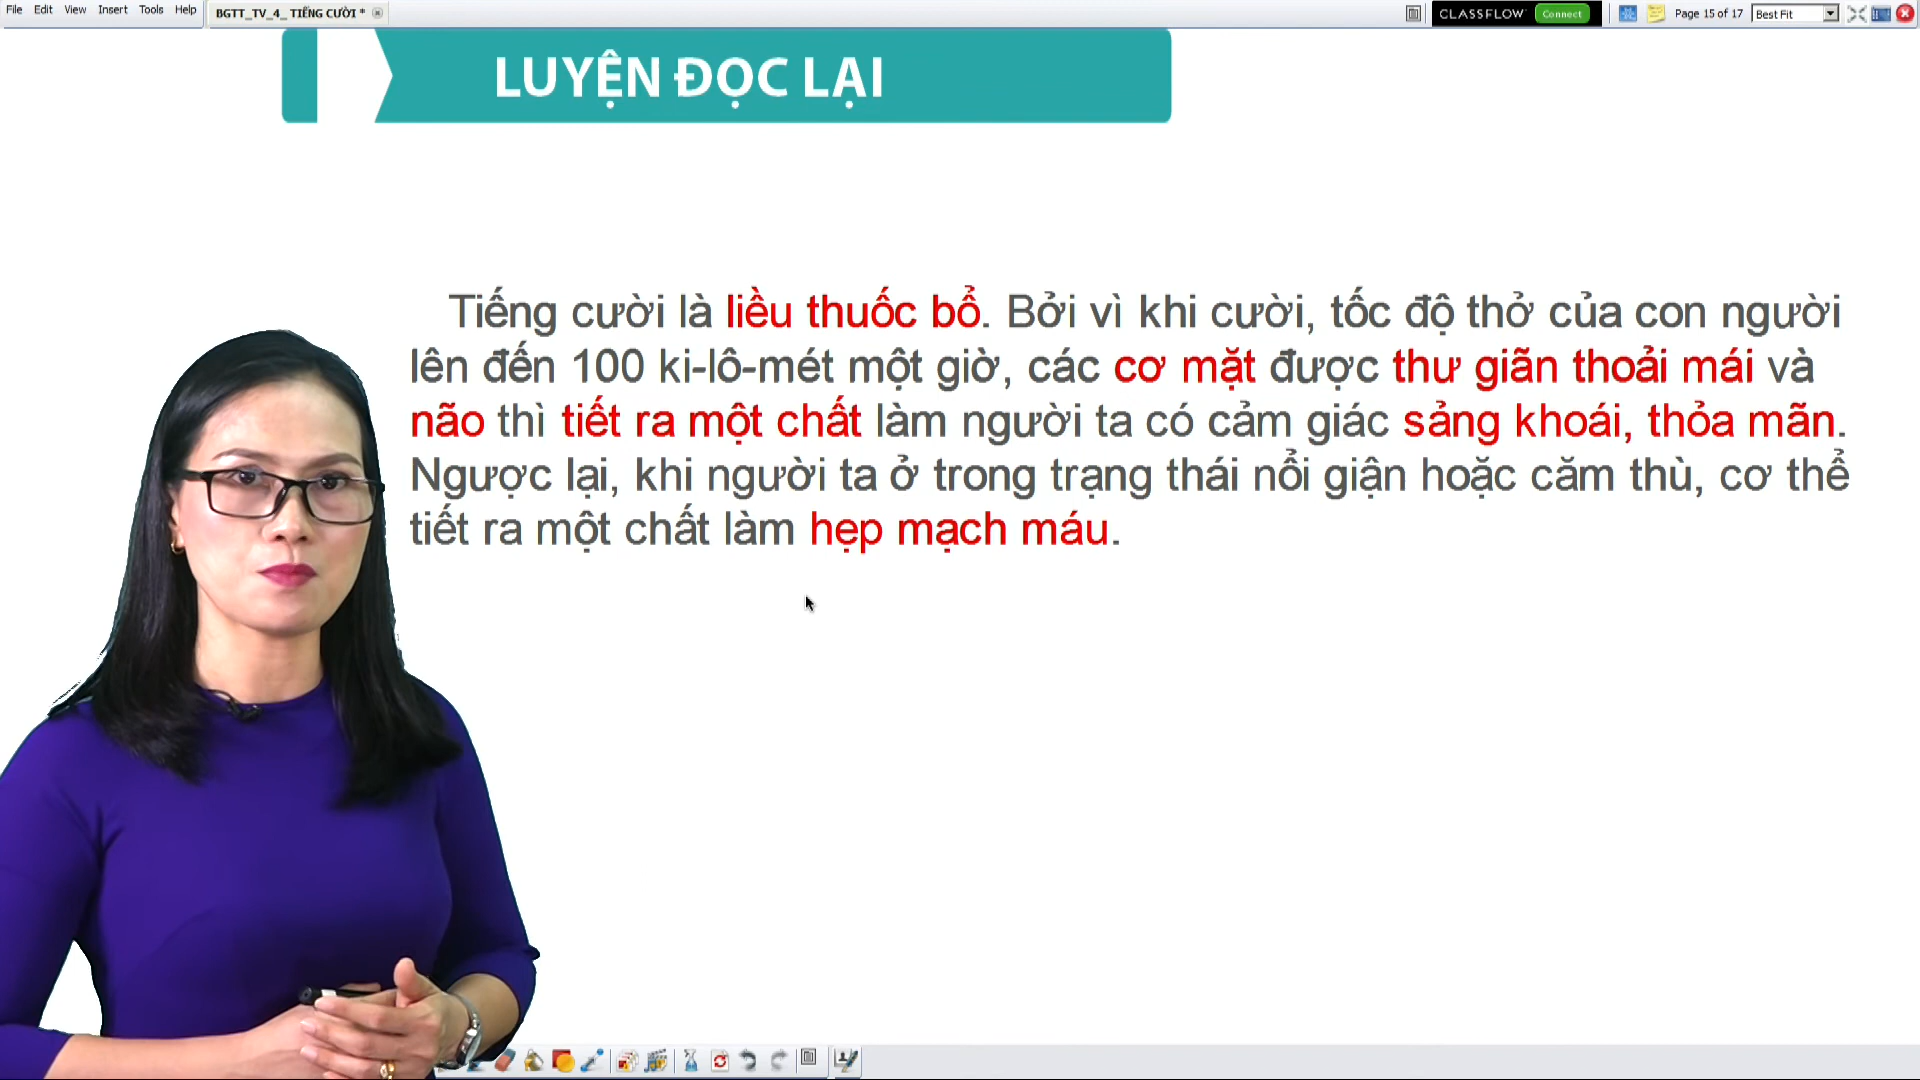 File Edit View Insert Tools Help BGTT_TV_4_ TIẾNG CƯỜI * CLASSFLOW Connect Page 15 of 17 Best Fit
LUYỆN ĐỌC LẠI
Tiếng cười là liều thuốc bổ. Bởi vì khi cười, tốc độ thở của con người
lên đến 100 ki-lô-mét một giờ, các cơ mặt được thư giãn thoải mái và
não thì tiết ra một chất làm người ta có cảm giác sảng khoái, thỏa mãn.
Ngược lại, khi người ta ở trong trạng thái nổi giận hoặc căm thù, cơ thể
tiết ra một chất làm hẹp mạch máu.